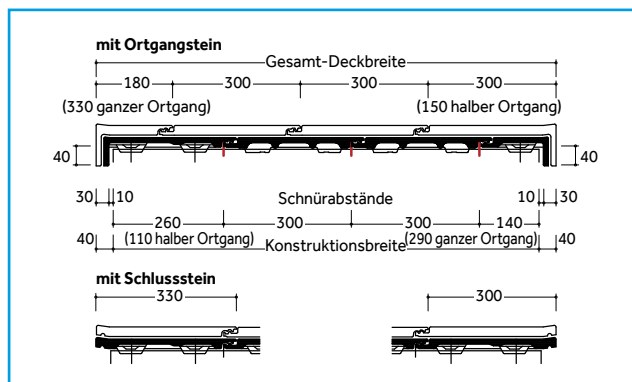 mit Ortgangstein
Gesamt-Deckbreite
180 300 300 300
(330 ganzer Ortgang) (150 halber Ortgang)
40 40
30 10 Schnürabstände 10 30
260 300 300 140
40 (110 halber Ortgang) Konstruktionsbreite (290 ganzer Ortgang) 40
mit Schlussstein
330 300